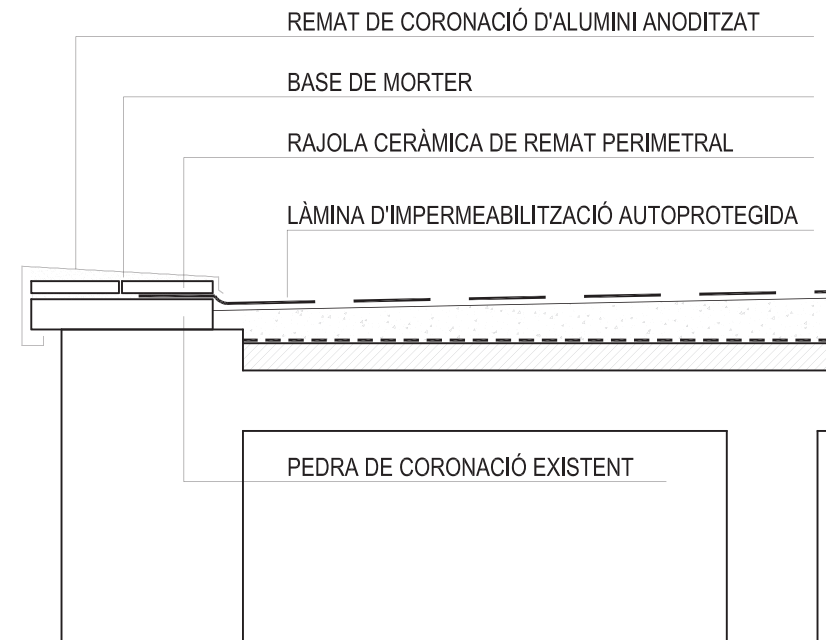 REMAT DE CORONACIÓ D'ALUMINI ANODITZAT
BASE DE MORTER
RAJOLA CERÀMICA DE REMAT PERIMETRAL
LÀMINA D'IMPERMEABILITZACIÓ AUTOPROTEGIDA
PEDRA DE CORONACIÓ EXISTENT